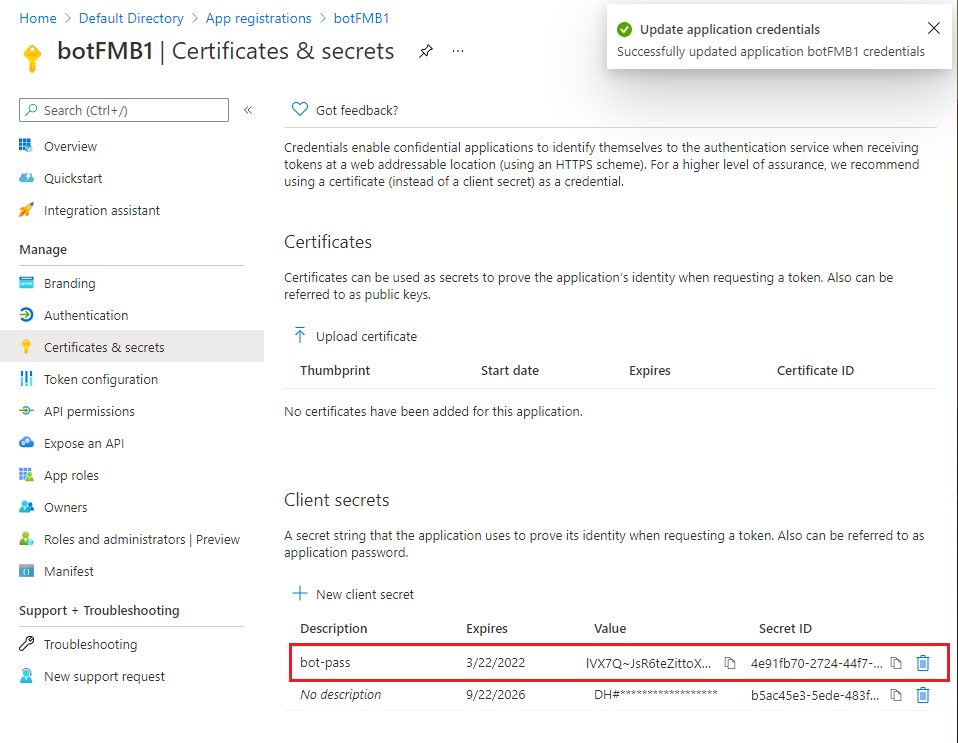 Home > Default Directory > App registrations > botFMB1
botFMB1 | Certificates & secrets ...
Update application credentials
Successfully updated application botFMB1 credentials
Search (Ctrl+/)
Overview
Quickstart
Integration assistant
Manage
Branding
Authentication
Certificates & secrets
Token configuration
API permissions
Expose an API
App roles
Owners
Roles and administrators | Preview
Manifest
Support + Troubleshooting
Troubleshooting
New support request
Got feedback?
Credentials enable confidential applications to identify themselves to the authentication service when receiving
tokens at a web addressable location (using an HTTPS scheme). For a higher level of assurance, we recommend
using a certificate (instead of a client secret) as a credential.
Certificates
Certificates can be used as secrets to prove the application's identity when requesting a token. Also can be
referred to as public keys.
Upload certificate
Thumbprint Start date Expires Certificate ID
No certificates have been added for this application.
Client secrets
A secret string that the application uses to prove its identity when requesting a token. Also can be referred to as
application password.
New client secret
Description Expires Value Secret ID
bot-pass 3/22/2022 lVX7Q~JsR6teZittoX... 4e91fb70-2724-44f7-...
No description 9/22/2026 DH#****************** b5ac45e3-5ede-483f...